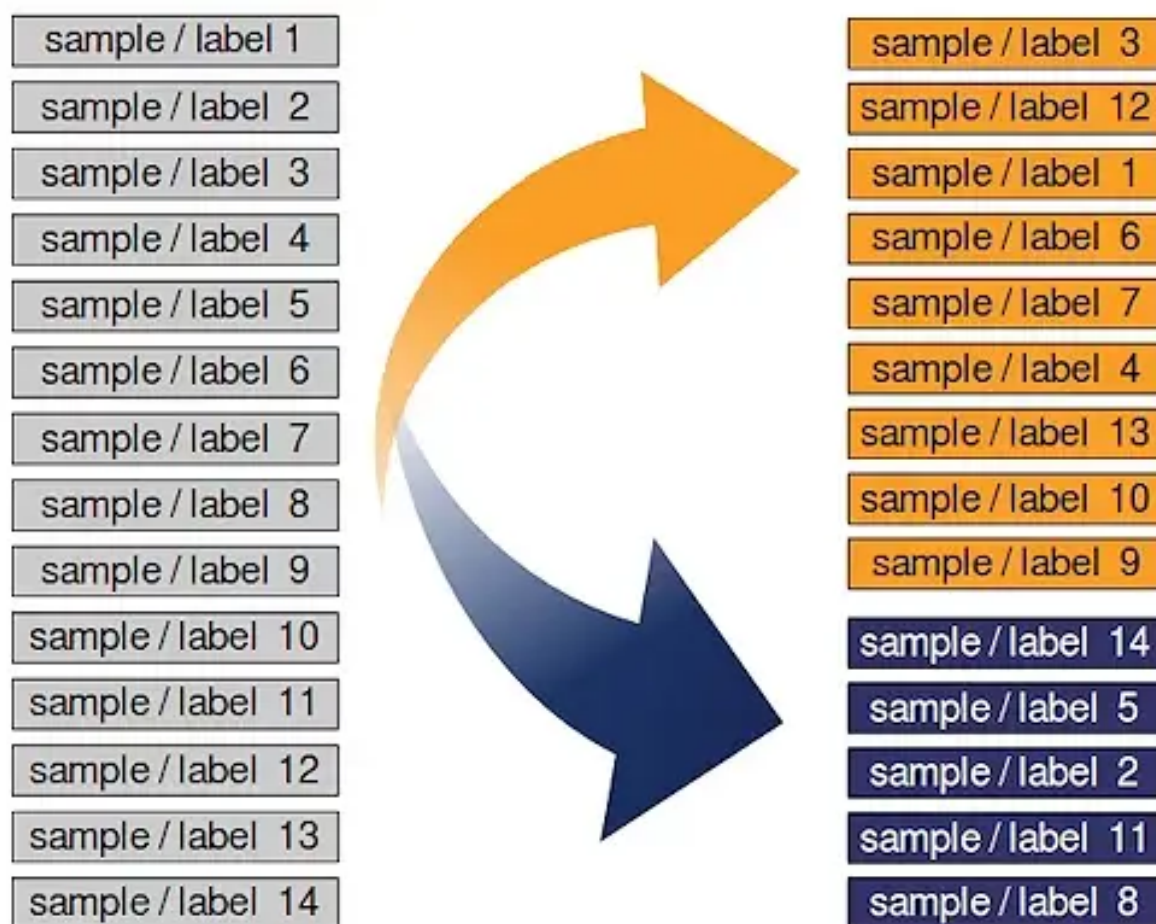 sample / label 1
sample / label 2
sample / label 3
sample / label 4
sample / label 5
sample / label 6
sample / label 7
sample / label 8
sample / label 9
sample / label 10
sample / label 11
sample / label 12
sample / label 13
sample / label 14
sample / label 3
sample / label 12
sample / label 1
sample / label 6
sample / label 7
sample / label 4
sample / label 13
sample / label 10
sample / label 9
sample / label 14
sample / label 5
sample / label 2
sample / label 11
sample / label 8